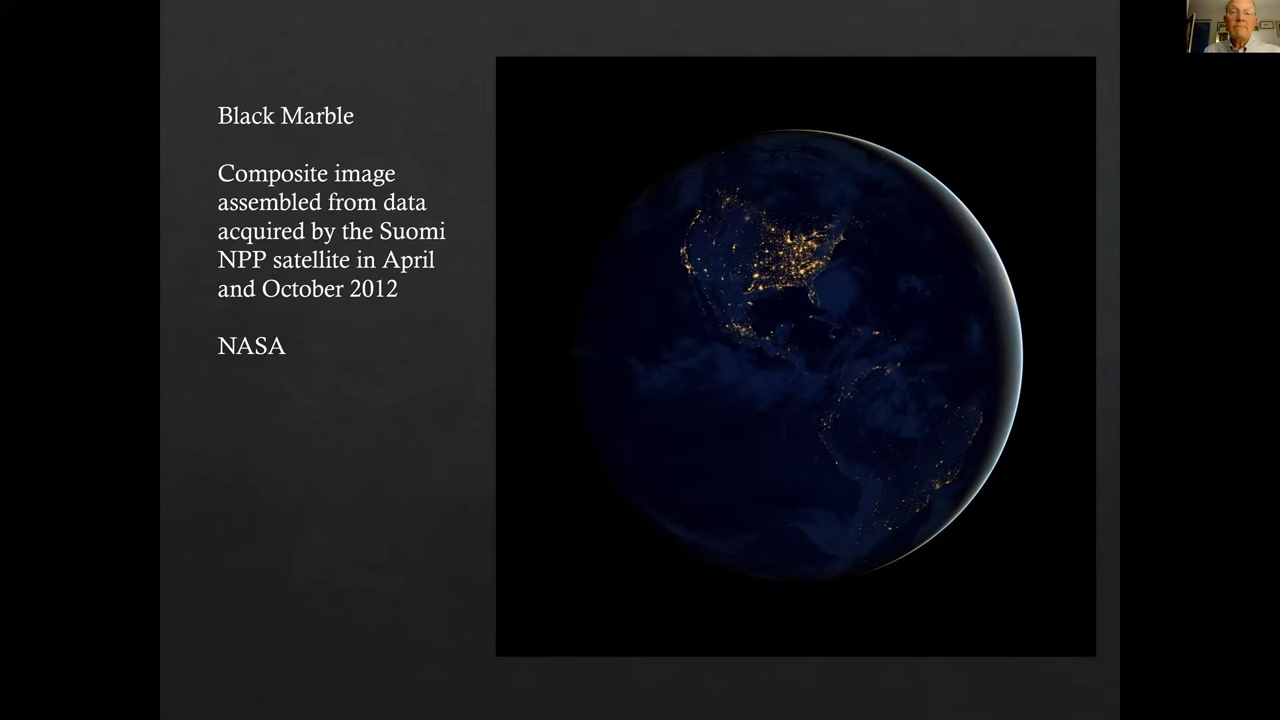 Black Marble
Composite image
assembled from data
acquired by the Suomi
NPP satellite in April
and October 2012
NASA